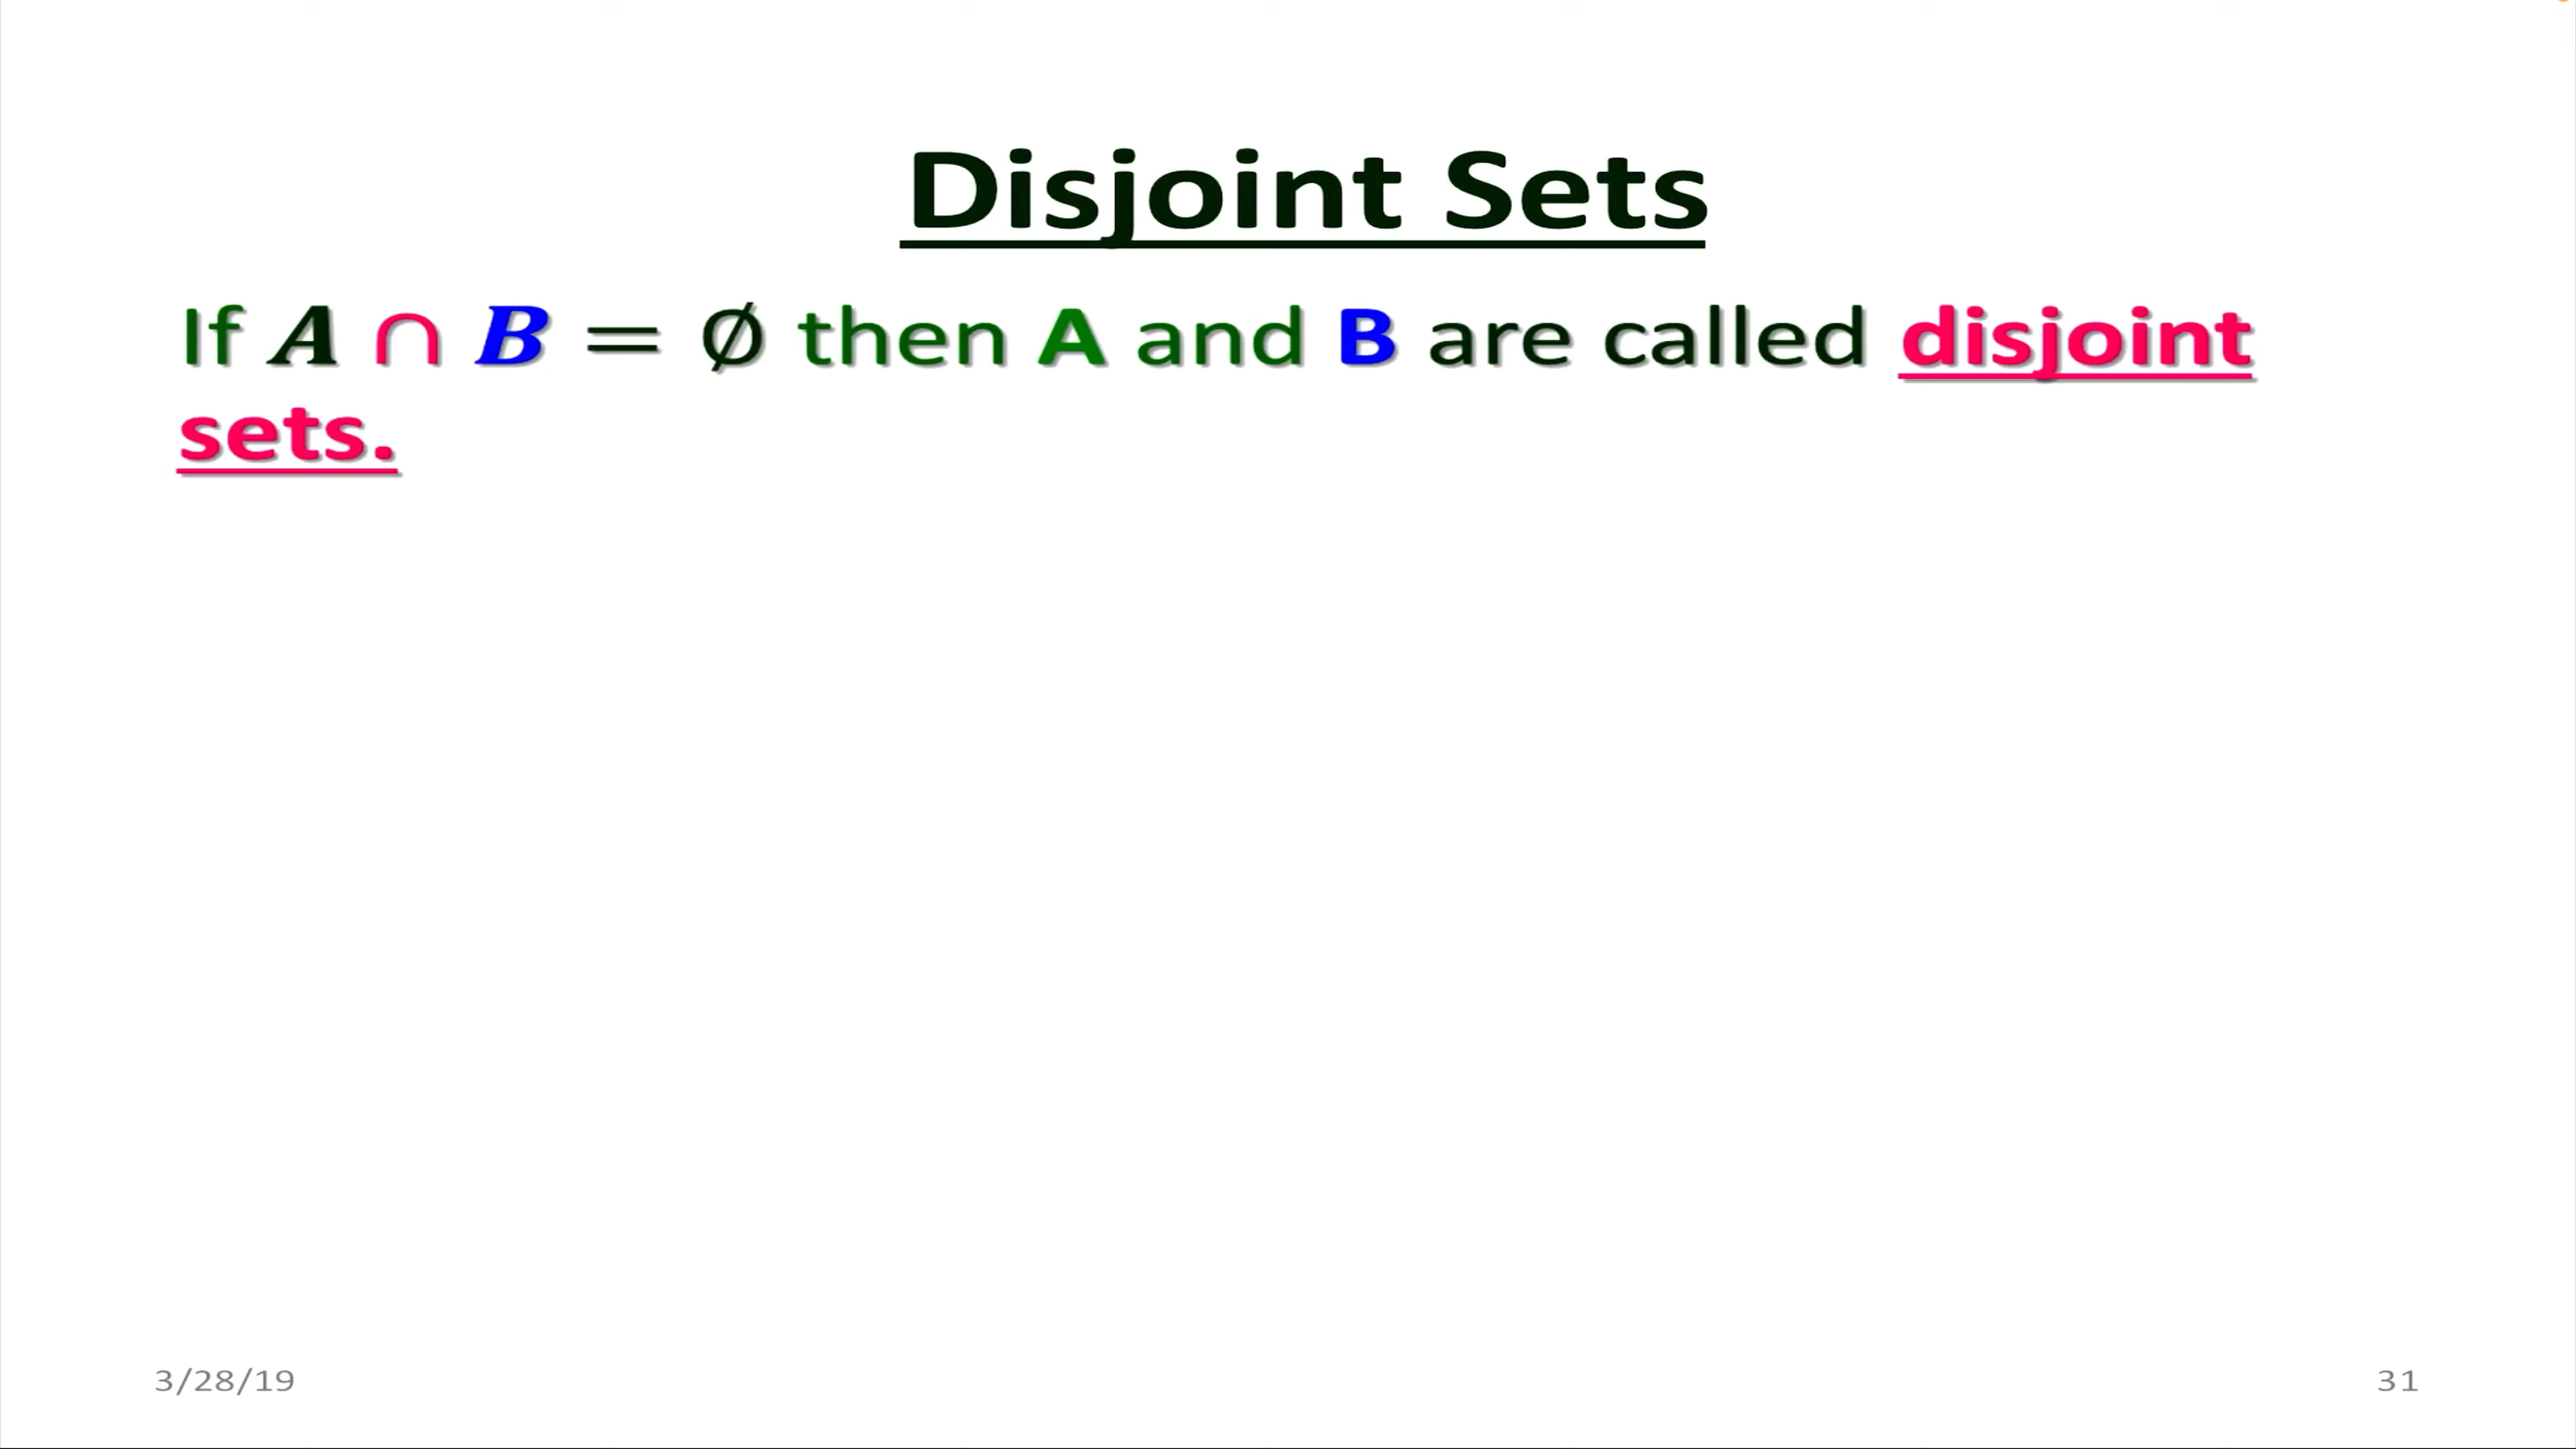 Disjoint Sets
If A ∩ B = ∅ then A and B are called disjoint
sets.
3/28/19
31